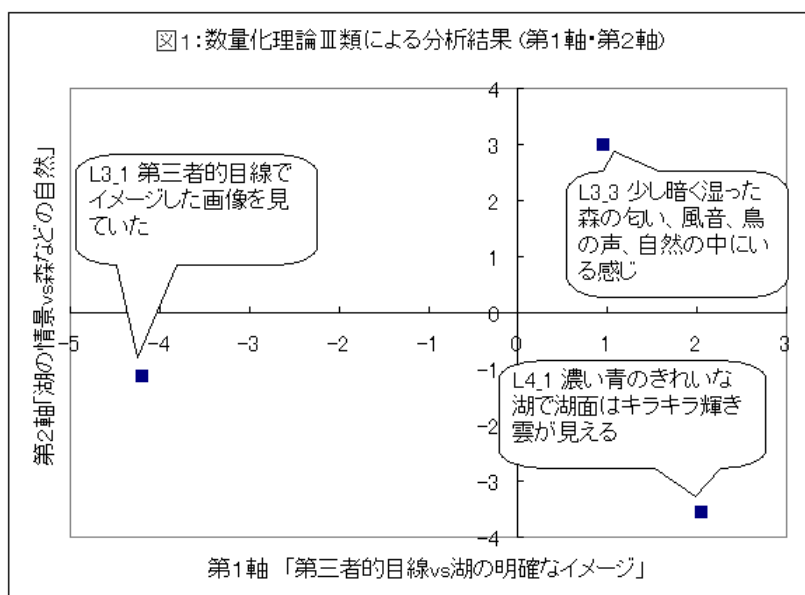 図1:数量化理論Ⅲ類による分析結果(第1軸・第2軸)
4
3
2
1
0
-1
-2
-3
-4
-5
-4
-3
-2
-1
0
1
2
3
L3_1 第三者的目線で
イメージした画像を見
ていた
L3_3 少し暗く湿った
森の匂い、風音、鳥
の声、自然の中にい
る感じ
L4_1 濃い青のきれいな
湖で湖面はキラキラ輝き
雲が見える
第2軸「湖の情景vs森などの自然」
第1軸 「第三者的目線vs湖の明確なイメージ」